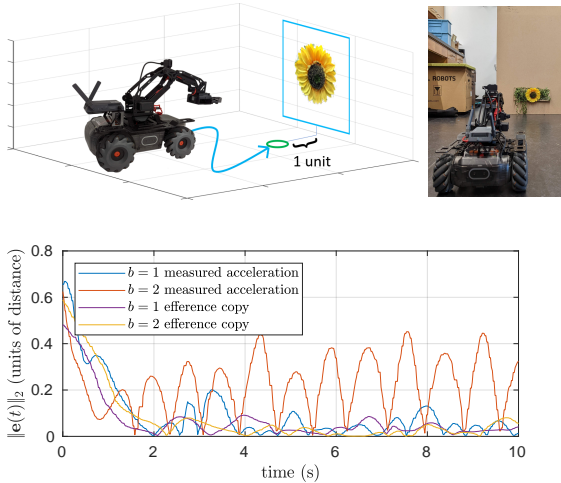 1 unit
ROBOTS
‖e(t)‖₂ (units of distance)
0.8
0.6
0.4
0.2
0
b = 1 measured acceleration
b = 2 measured acceleration
b = 1 efference copy
b = 2 efference copy
0 2 4 6 8 10
time (s)